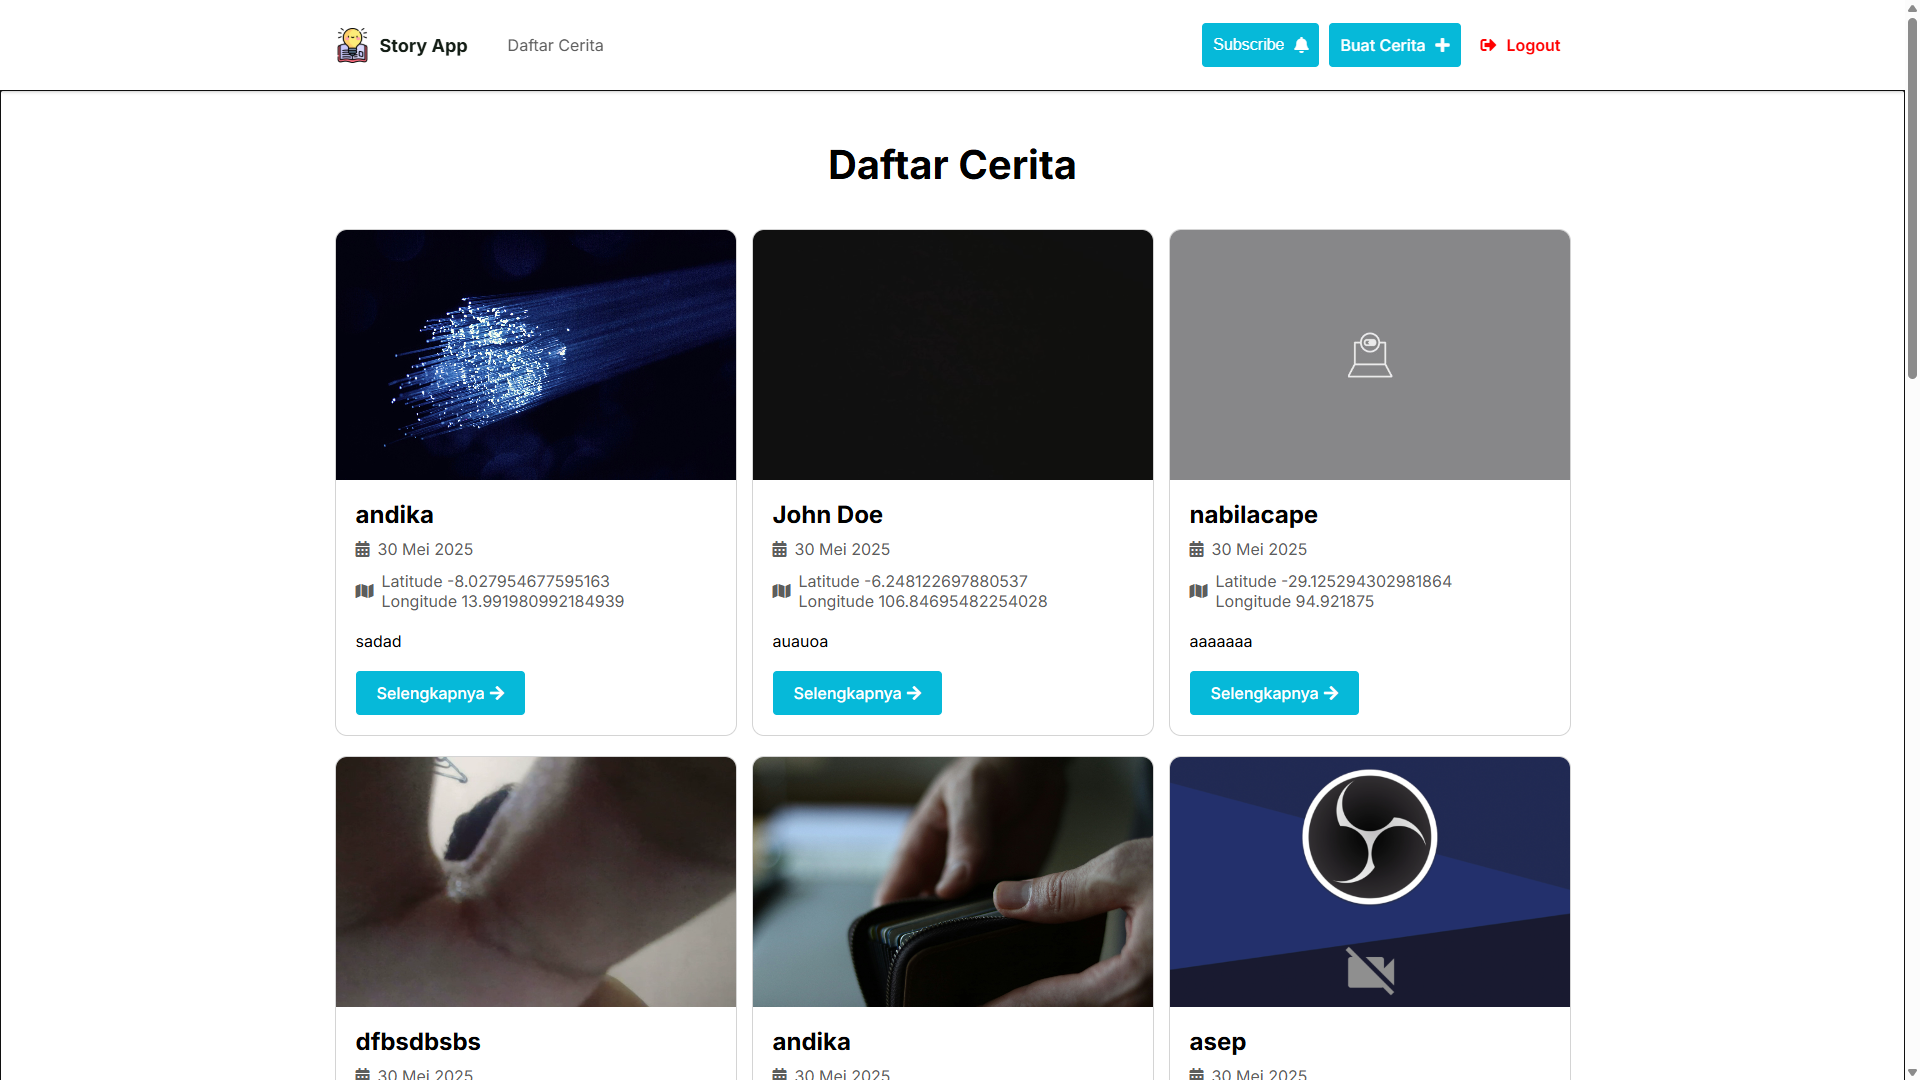 Story App
Daftar Cerita
Subscribe
Buat Cerita
Logout
Daftar Cerita
andika
30 Mei 2025
Latitude -8.027954677595163
Longitude 13.991980992184939
sadad
Selengkapnya
John Doe
30 Mei 2025
Latitude -6.248122697880537
Longitude 106.84695482254028
auauoa
Selengkapnya
nabilacape
30 Mei 2025
Latitude -29.125294302981864
Longitude 94.921875
aaaaaaa
Selengkapnya
dfbsdbsbs
30 Mei 2025
andika
30 Mei 2025
asep
30 Mei 2025